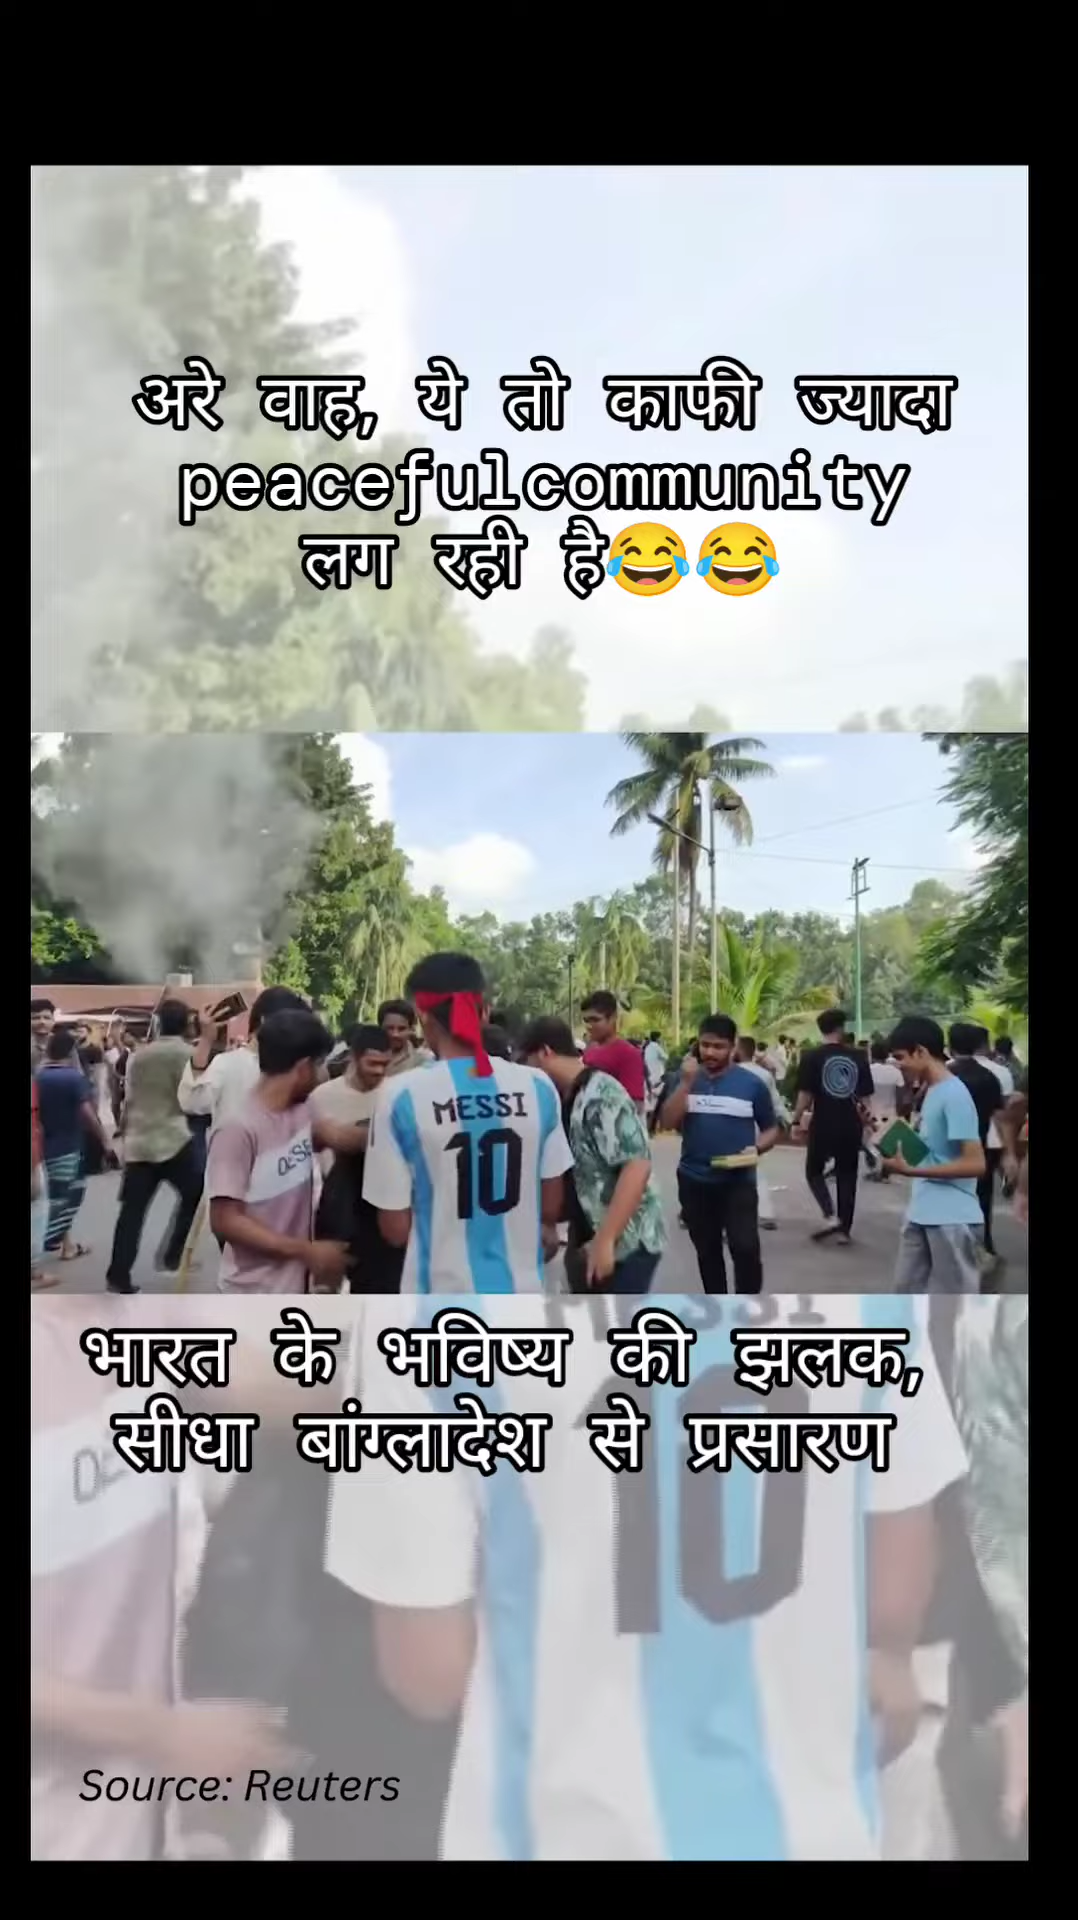 अरे वाह, ये तो काफी ज्यादा
peacefulcommunity
लग रही है😂😂
MESSI
10
भारत के भविष्य की झलक,
सीधा बांग्लादेश से प्रसारण
Source: Reuters